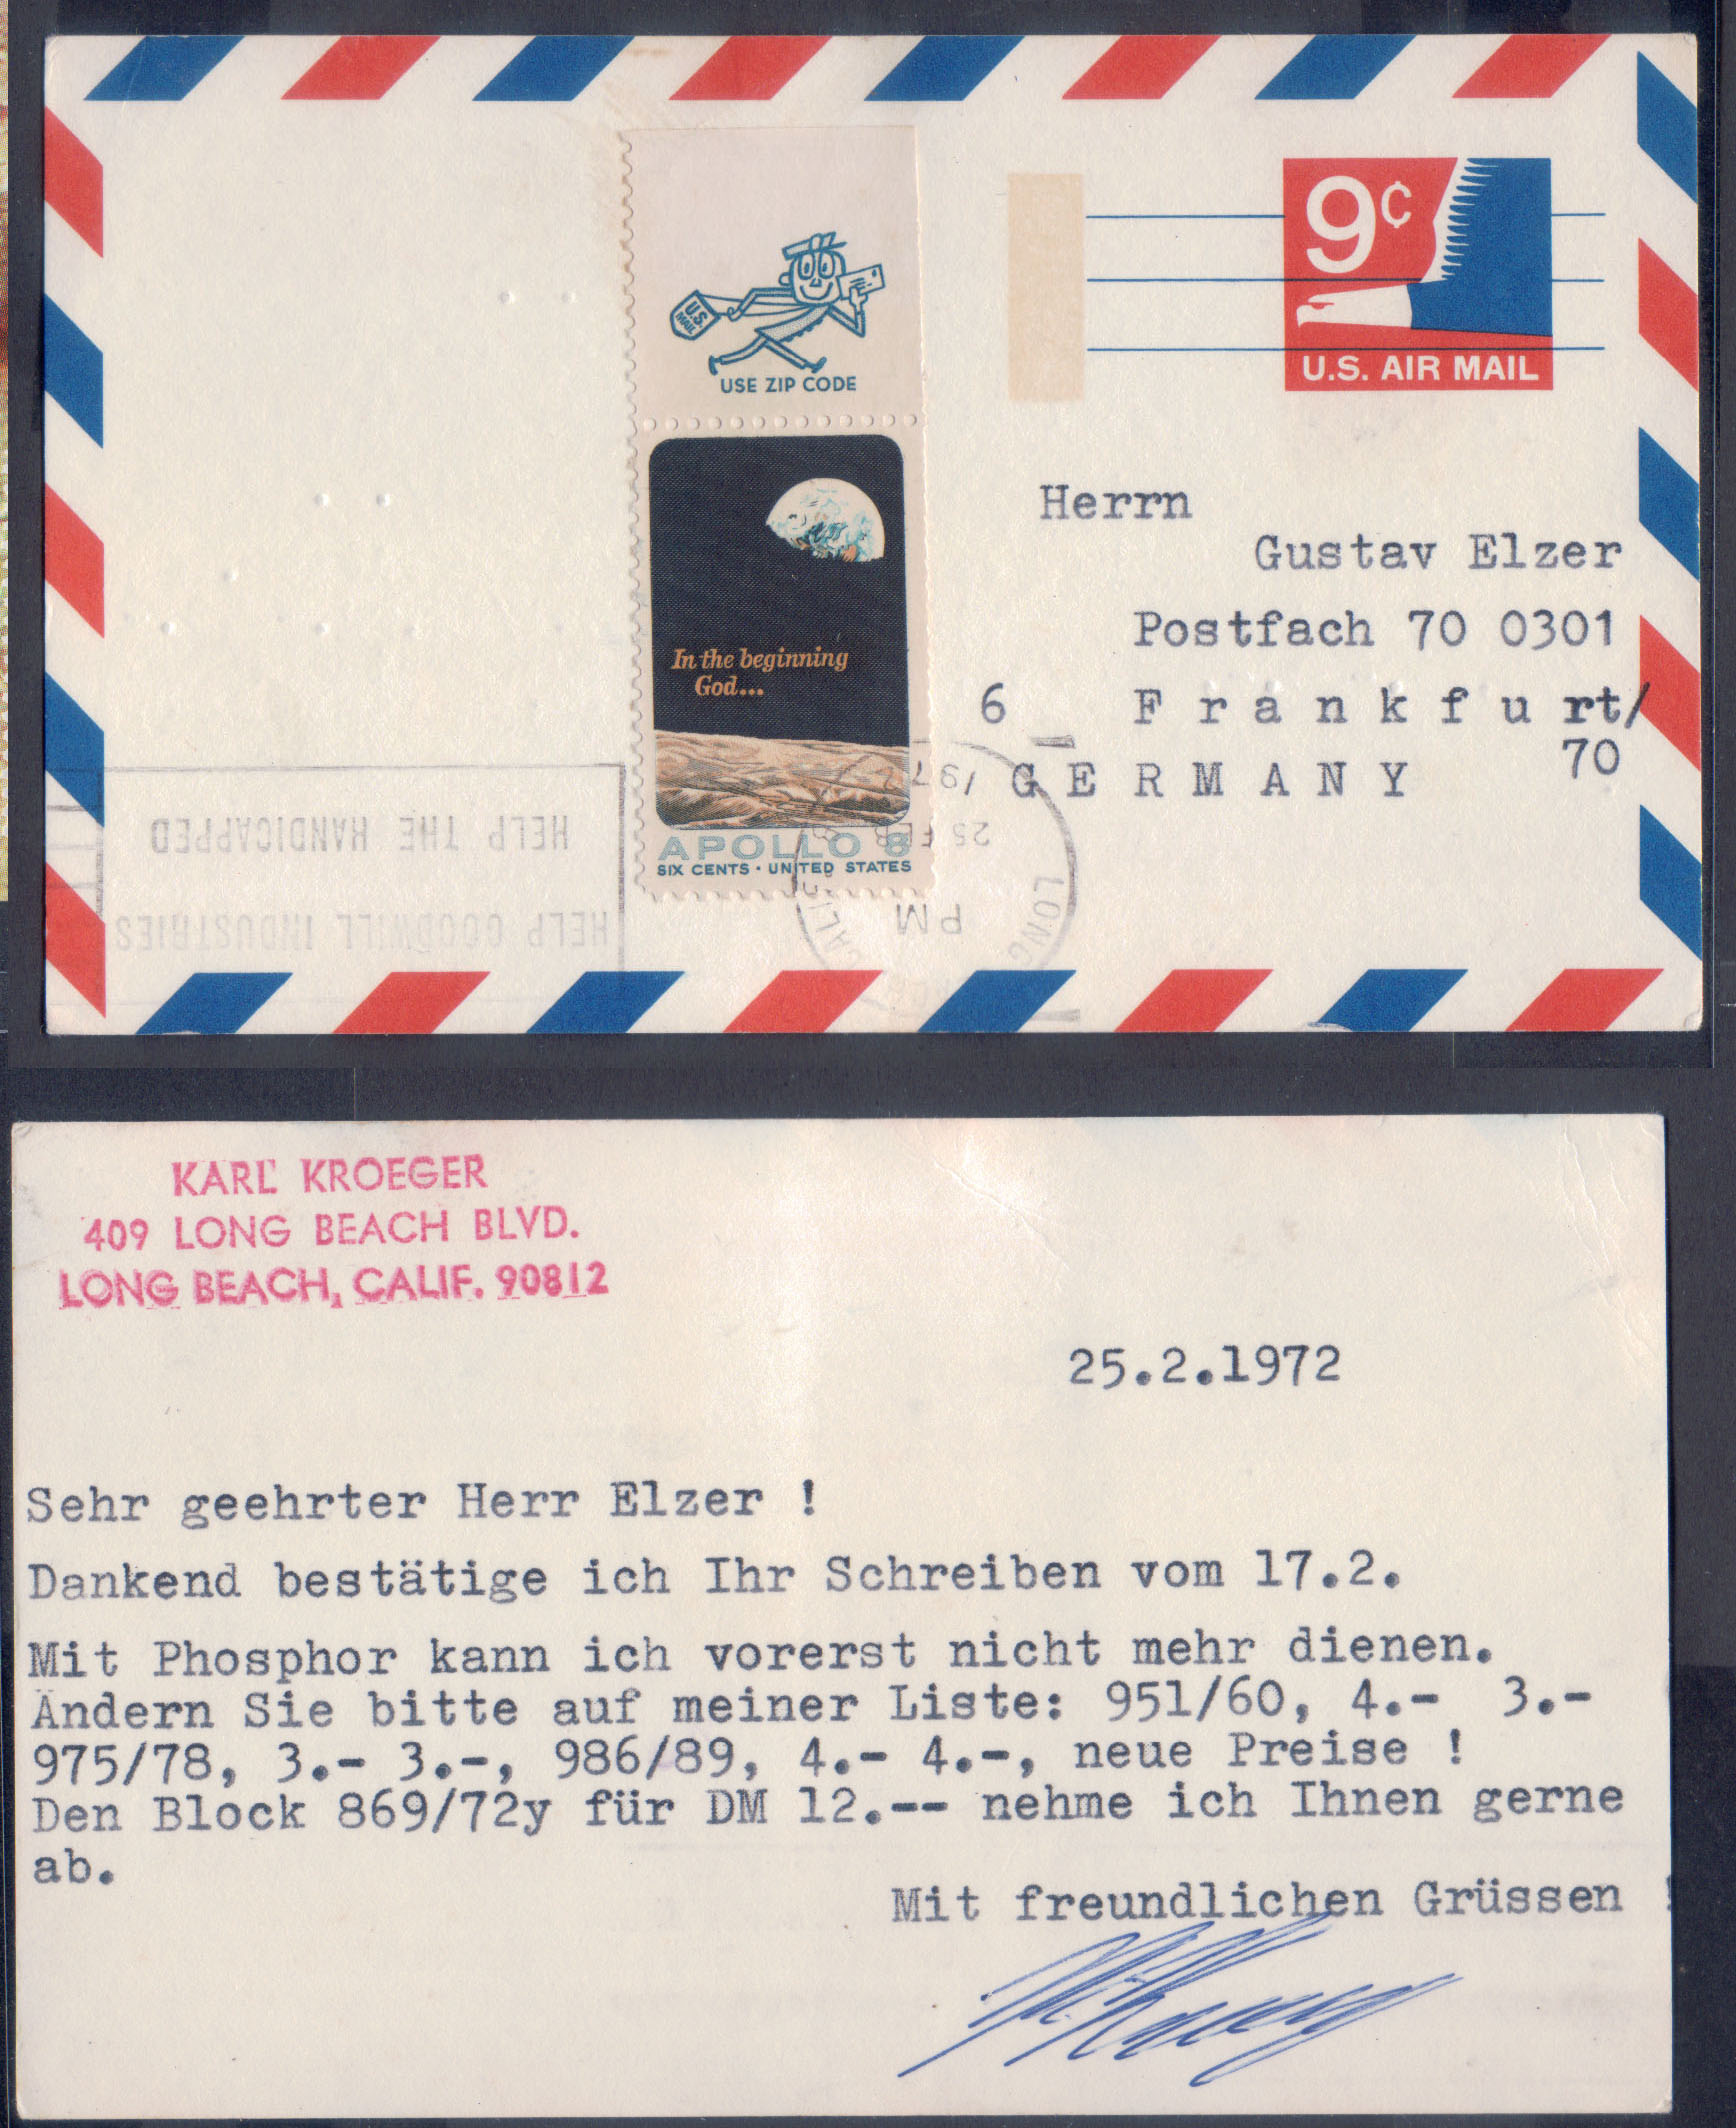 9¢
U.S. AIR MAIL
U.S. MAIL
USE ZIP CODE
In the beginning
God...
APOLLO 8
SIX CENTS · UNITED STATES
Herrn
Gustav Elzer
Postfach 70 0301
6 Frankfurt/
70
GERMANY
LONG
CALIF
PM
25 FEB
1972
HELP GOODWILL INDUSTRIES
HELP THE HANDICAPPED
KARL KROEGER
409 LONG BEACH BLVD.
LONG BEACH, CALIF. 90812
25.2.1972
Sehr geehrter Herr Elzer !
Dankend bestätige ich Ihr Schreiben vom 17.2.
Mit Phosphor kann ich vorerst nicht mehr dienen.
Ändern Sie bitte auf meiner Liste: 951/60, 4.- 3.-
975/78, 3.- 3.-, 986/89, 4.- 4.-, neue Preise !
Den Block 869/72y für DM 12.-- nehme ich Ihnen gerne
ab.
Mit freundlichen Grüssen !